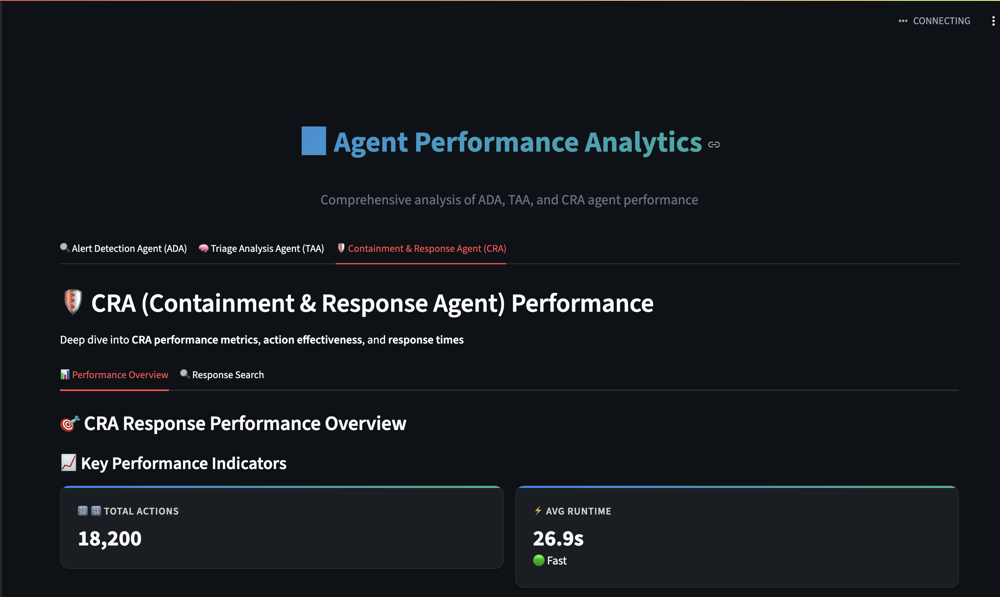 CONNECTING
Agent Performance Analytics
Comprehensive analysis of ADA, TAA, and CRA agent performance
Alert Detection Agent (ADA) Triage Analysis Agent (TAA) Containment & Response Agent (CRA)
CRA (Containment & Response Agent) Performance
Deep dive into CRA performance metrics, action effectiveness, and response times
Performance Overview Response Search
CRA Response Performance Overview
Key Performance Indicators
TOTAL ACTIONS
18,200
AVG RUNTIME
26.9s
Fast